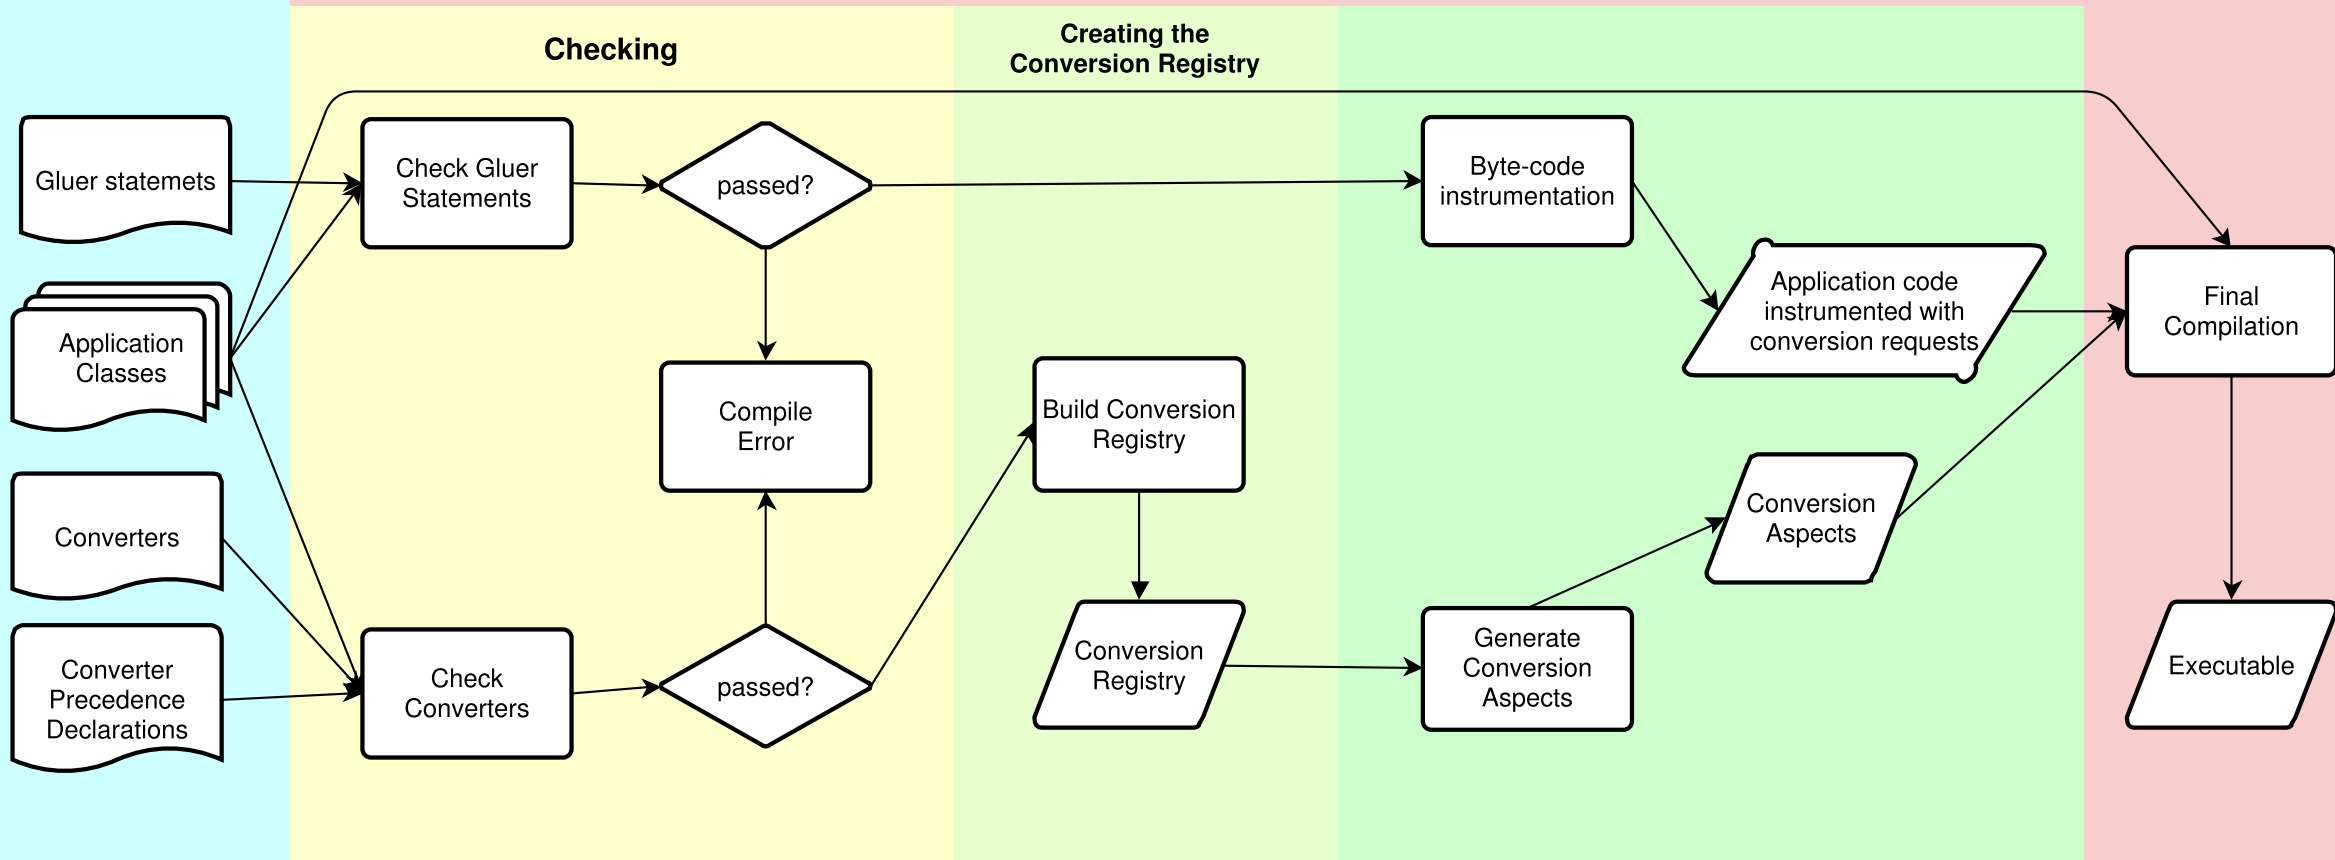 Checking
Creating the
Conversion Registry
Gluer statemets
Check Gluer
Statements
passed?
Byte-code
instrumentation
Application code
instrumented with
conversion requests
Final
Compilation
Application
Classes
Compile
Error
Build Conversion
Registry
Conversion
Aspects
Converters
Converter
Precedence
Declarations
Check
Converters
passed?
Conversion
Registry
Generate
Conversion
Aspects
Executable